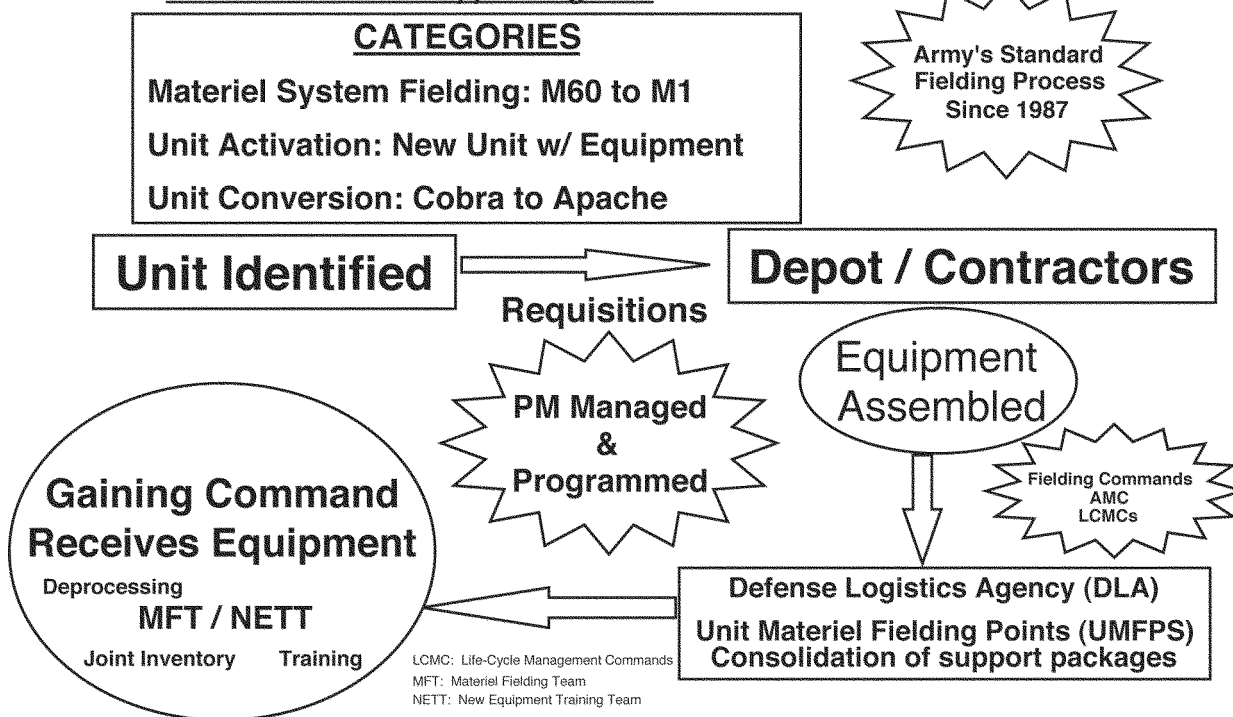 CATEGORIES
Materiel System Fielding: M60 to M1
Unit Activation: New Unit w/ Equipment
Unit Conversion: Cobra to Apache
Army's Standard
Fielding Process
Since 1987
Unit Identified
Requisitions
Depot / Contractors
Equipment
Assembled
PM Managed
&
Programmed
Fielding Commands
AMC
LCMCs
Gaining Command
Receives Equipment
Deprocessing
MFT / NETT
Joint Inventory Training
Defense Logistics Agency (DLA)
Unit Materiel Fielding Points (UMFPS)
Consolidation of support packages
LCMC: Life-Cycle Management Commands
MFT: Materiel Fielding Team
NETT: New Equipment Training Team